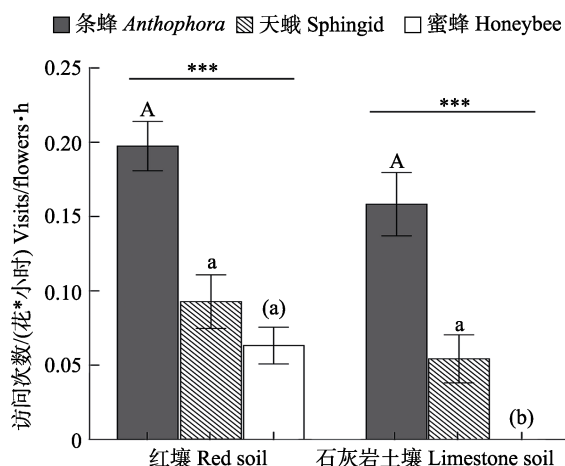 条蜂 Anthophora 天蛾 Sphingid 蜜蜂 Honeybee
访问次数/(花*小时) Visits/flowers·h
0.25
0.20
0.15
0.10
0.05
0
***
***
A
a
(a)
A
a
(b)
红壤 Red soil
石灰岩土壤 Limestone soil